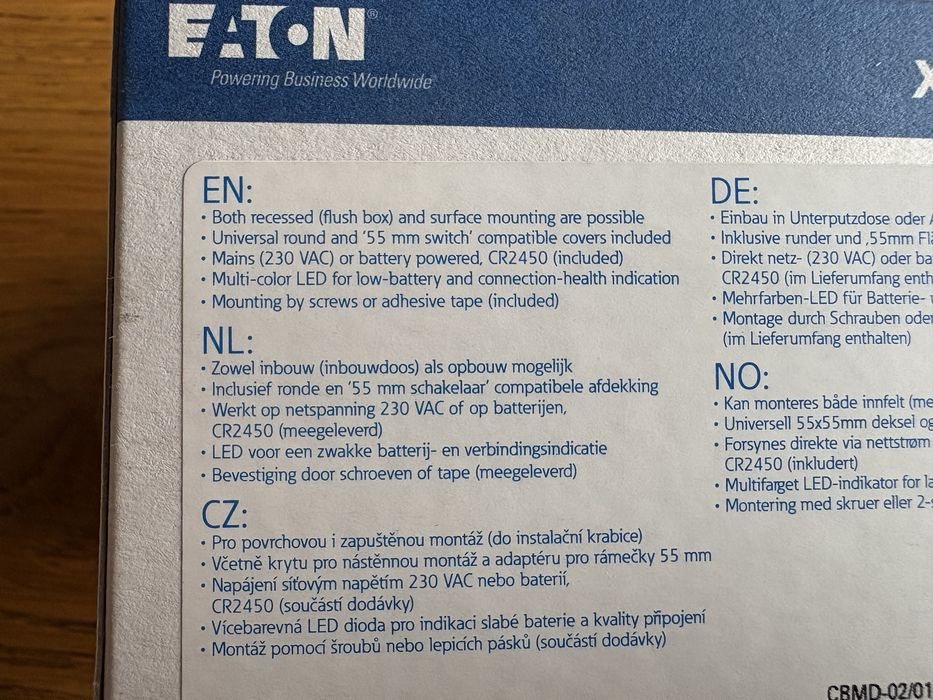 EATON®
Powering Business Worldwide
X
EN:
• Both recessed (flush box) and surface mounting are possible
• Universal round and '55 mm switch' compatible covers included
• Mains (230 VAC) or battery powered, CR2450 (included)
• Multi-color LED for low-battery and connection-health indication
• Mounting by screws or adhesive tape (included)
NL:
• Zowel inbouw (inbouwdoos) als opbouw mogelijk
• Inclusief ronde en '55 mm schakelaar' compatibele afdekking
• Werkt op netspanning 230 VAC of op batterijen,
CR2450 (meegeleverd)
• LED voor een zwakke batterij- en verbindingsindicatie
• Bevestiging door schroeven of tape (meegeleverd)
CZ:
• Pro povrchovou i zapuštěnou montáž (do instalační krabice)
• Včetně krytu pro nástěnnou montáž a adaptéru pro rámečky 55 mm
• Napájení síťovým napětím 230 VAC nebo baterií,
CR2450 (součástí dodávky)
• Vícebarevná LED dioda pro indikaci slabé baterie a kvality připojení
• Montáž pomocí šroubů nebo lepicích pásků (součástí dodávky)
DE:
• Einbau in Unterputzdose oder
• Inklusive runder und ,55mm
• Direkt netz- (230 VAC) oder
CR2450 (im Lieferumfang
• Mehrfarben-LED für Batterie-
• Montage durch Schrauben
(im Lieferumfang enthalten)
NO:
• Kan monteres både innfelt
• Universell 55x55mm deksel
• Forsynes direkte via nettstrøm
CR2450 (inkludert)
• Multifarget LED-indikator for
• Montering med skruer eller
CBMD-02/01